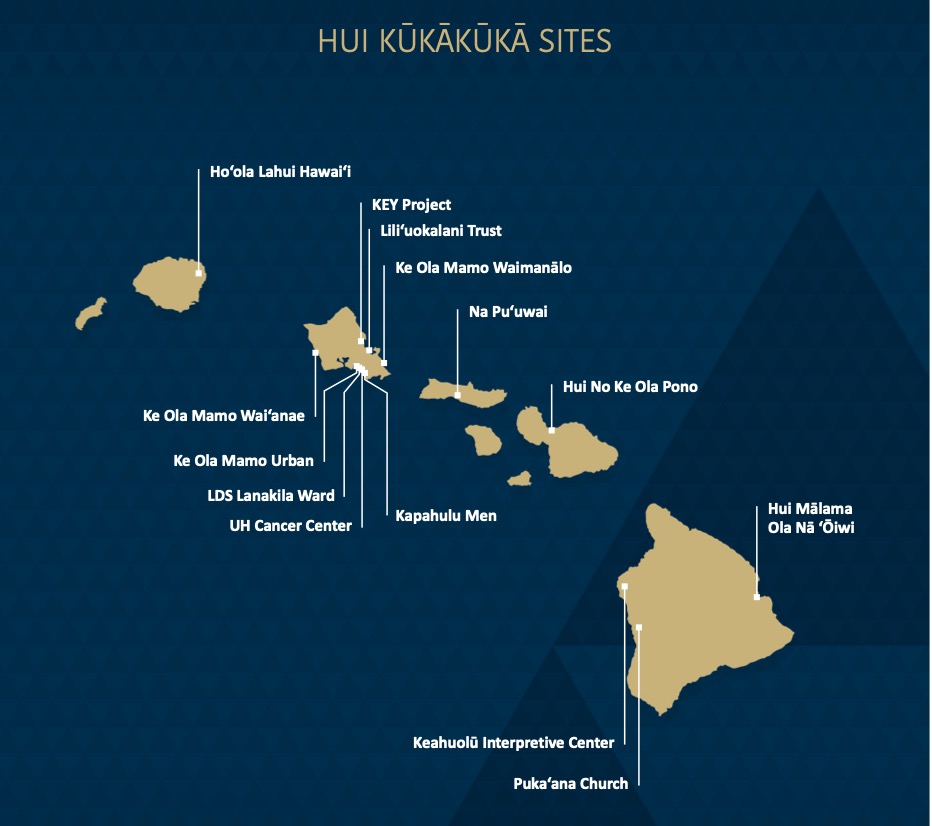 HUI KŪKĀKŪKĀ SITES
Hoʻola Lahui Hawaiʻi
KEY Project
Liliʻuokalani Trust
Ke Ola Mamo Waimanālo
Na Puʻuwai
Hui No Ke Ola Pono
Ke Ola Mamo Waiʻanae
Ke Ola Mamo Urban
LDS Lanakila Ward
UH Cancer Center
Kapahulu Men
Hui Mālama
Ola Nā ʻŌiwi
Keahuolū Interpretive Center
Pukaʻana Church